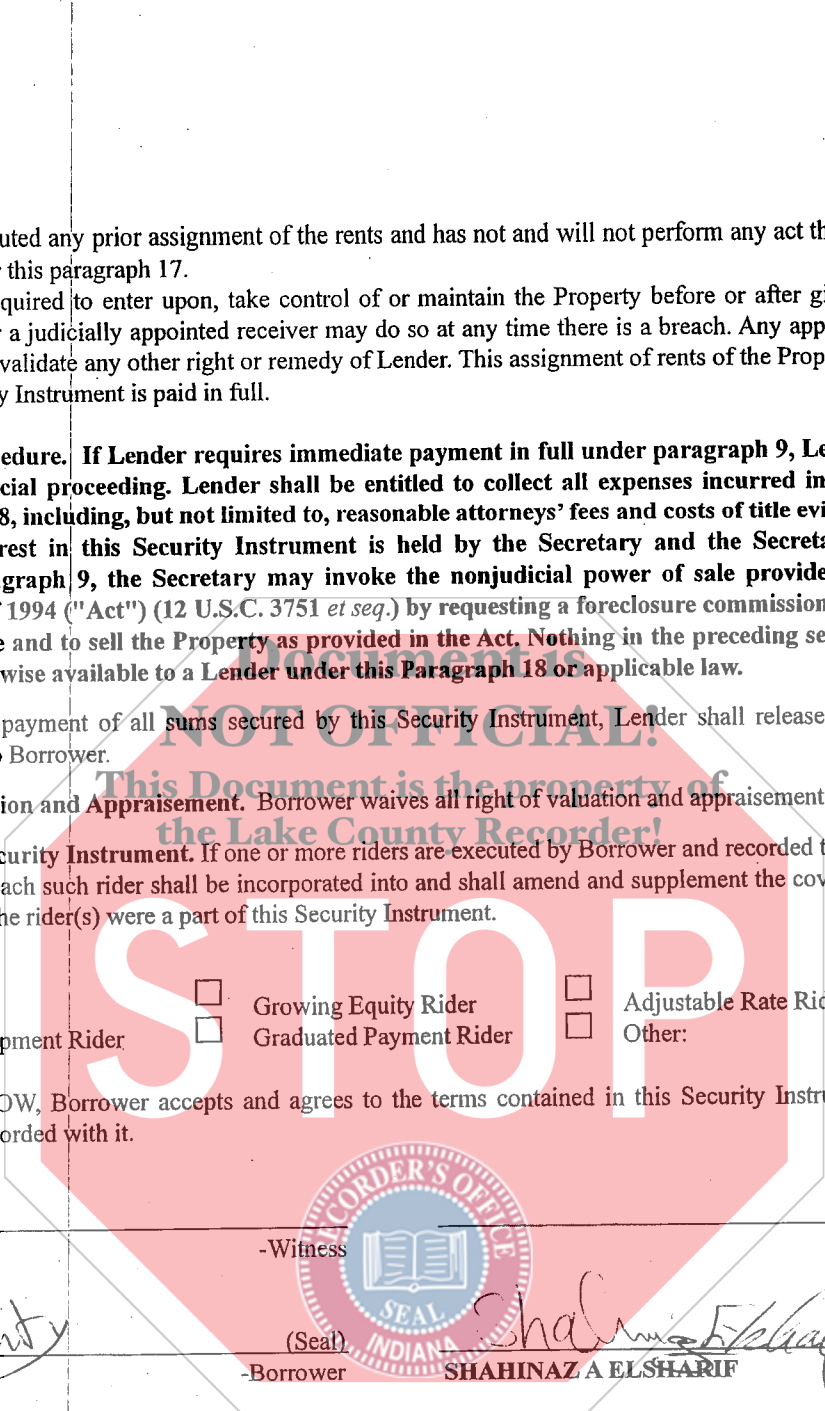 uted any prior assignment of the rents and has not and will not perform any act th
this paragraph 17.
quired to enter upon, take control of or maintain the Property before or after gi
a judicially appointed receiver may do so at any time there is a breach. Any app
validate any other right or remedy of Lender. This assignment of rents of the Prop
y Instrument is paid in full.
edure. If Lender requires immediate payment in full under paragraph 9, Le
cial proceeding. Lender shall be entitled to collect all expenses incurred in
8, including, but not limited to, reasonable attorneys' fees and costs of title evi
rest in this Security Instrument is held by the Secretary and the Secreta
graph 9, the Secretary may invoke the nonjudicial power of sale provide
1994 ("Act") (12 U.S.C. 3751 et seq.) by requesting a foreclosure commission
e and to sell the Property as provided in the Act. Nothing in the preceding se
wise available to a Lender under this Paragraph 18 or applicable law.
Document is
NOT OFFICIAL!
This Document is the property of
the Lake County Recorder!
payment of all sums secured by this Security Instrument, Lender shall release
Borrower.
ion and Appraisement. Borrower waives all right of valuation and appraisement
curity Instrument. If one or more riders are executed by Borrower and recorded t
ach such rider shall be incorporated into and shall amend and supplement the cov
he rider(s) were a part of this Security Instrument.
STOP
Growing Equity Rider
Adjustable Rate Rid
pment Rider
Graduated Payment Rider
Other:
OW, Borrower accepts and agrees to the terms contained in this Security Instru
orded with it.
RECORDER'S OFFICE
SEAL
INDIANA
-Witness
(Seal)
-Borrower
SHAHINAZ A ELSHARIF